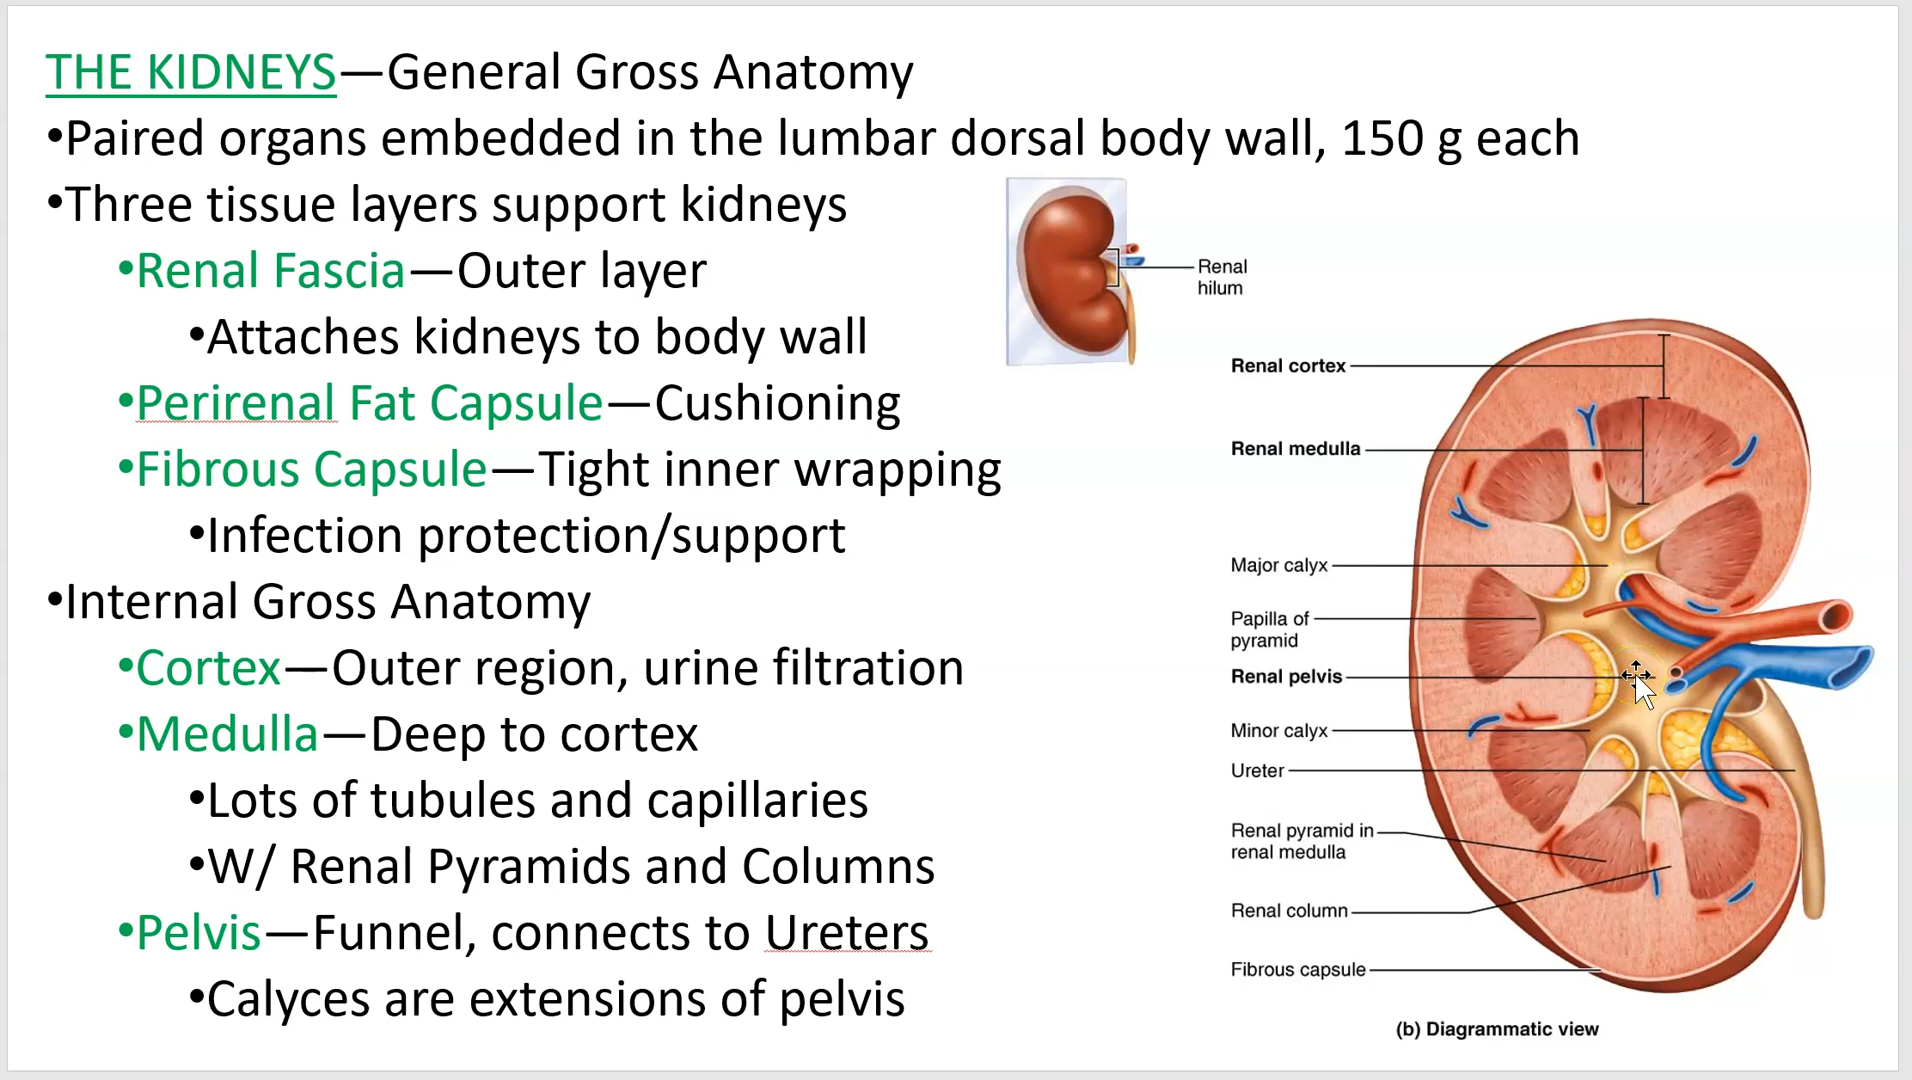 THE KIDNEYS—General Gross Anatomy
•Paired organs embedded in the lumbar dorsal body wall, 150 g each
•Three tissue layers support kidneys
•Renal Fascia—Outer layer
•Attaches kidneys to body wall
•Perirenal Fat Capsule—Cushioning
•Fibrous Capsule—Tight inner wrapping
•Infection protection/support
•Internal Gross Anatomy
•Cortex—Outer region, urine filtration
•Medulla—Deep to cortex
•Lots of tubules and capillaries
•W/ Renal Pyramids and Columns
•Pelvis—Funnel, connects to Ureters
•Calyces are extensions of pelvis
Renal
hilum
Renal cortex
Renal medulla
Major calyx
Papilla of
pyramid
Renal pelvis
Minor calyx
Ureter
Renal pyramid in
renal medulla
Renal column
Fibrous capsule
(b) Diagrammatic view